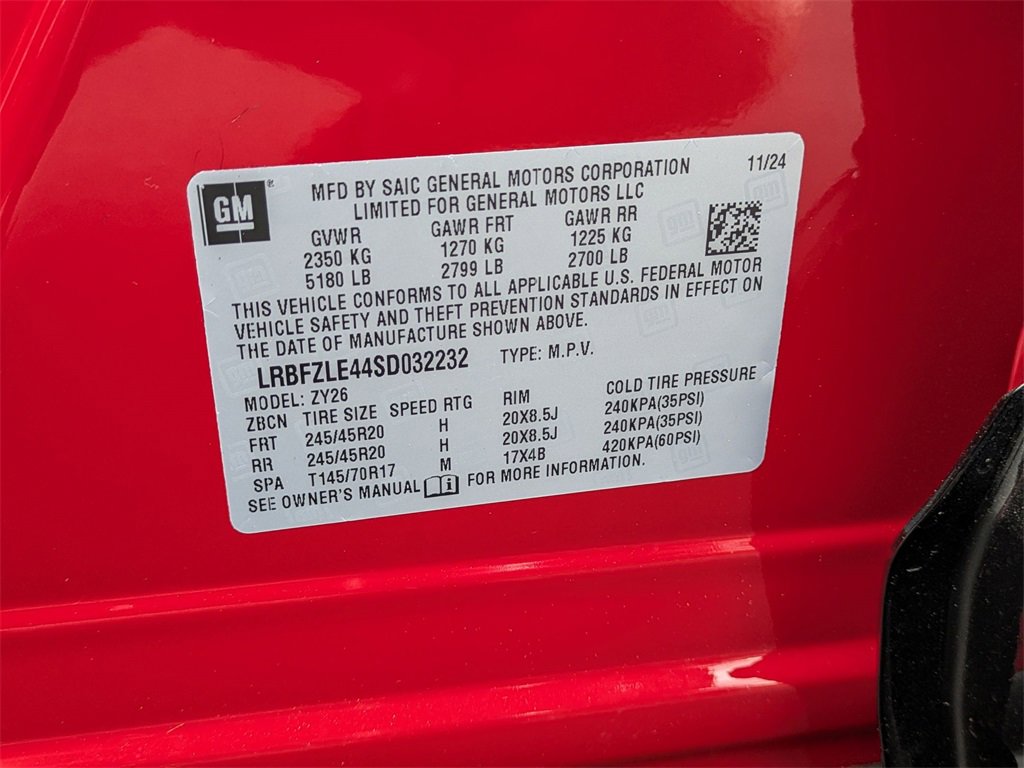 GM ® MFD BY SAIC GENERAL MOTORS CORPORATION 11/24
LIMITED FOR GENERAL MOTORS LLC
GVWR GAWR FRT GAWR RR
2350 KG 1270 KG 1225 KG
5180 LB 2799 LB 2700 LB
THIS VEHICLE CONFORMS TO ALL APPLICABLE U.S. FEDERAL MOTOR
VEHICLE SAFETY AND THEFT PREVENTION STANDARDS IN EFFECT ON
THE DATE OF MANUFACTURE SHOWN ABOVE.
LRBFZLE44SD032232 TYPE: M.P.V.
MODEL: ZY26
ZBCN TIRE SIZE SPEED RTG RIM COLD TIRE PRESSURE
FRT 245/45R20 H 20X8.5J 240KPA(35PSI)
RR 245/45R20 H 20X8.5J 240KPA(35PSI)
SPA T145/70R17 M 17X4B 420KPA(60PSI)
SEE OWNER'S MANUAL i FOR MORE INFORMATION.